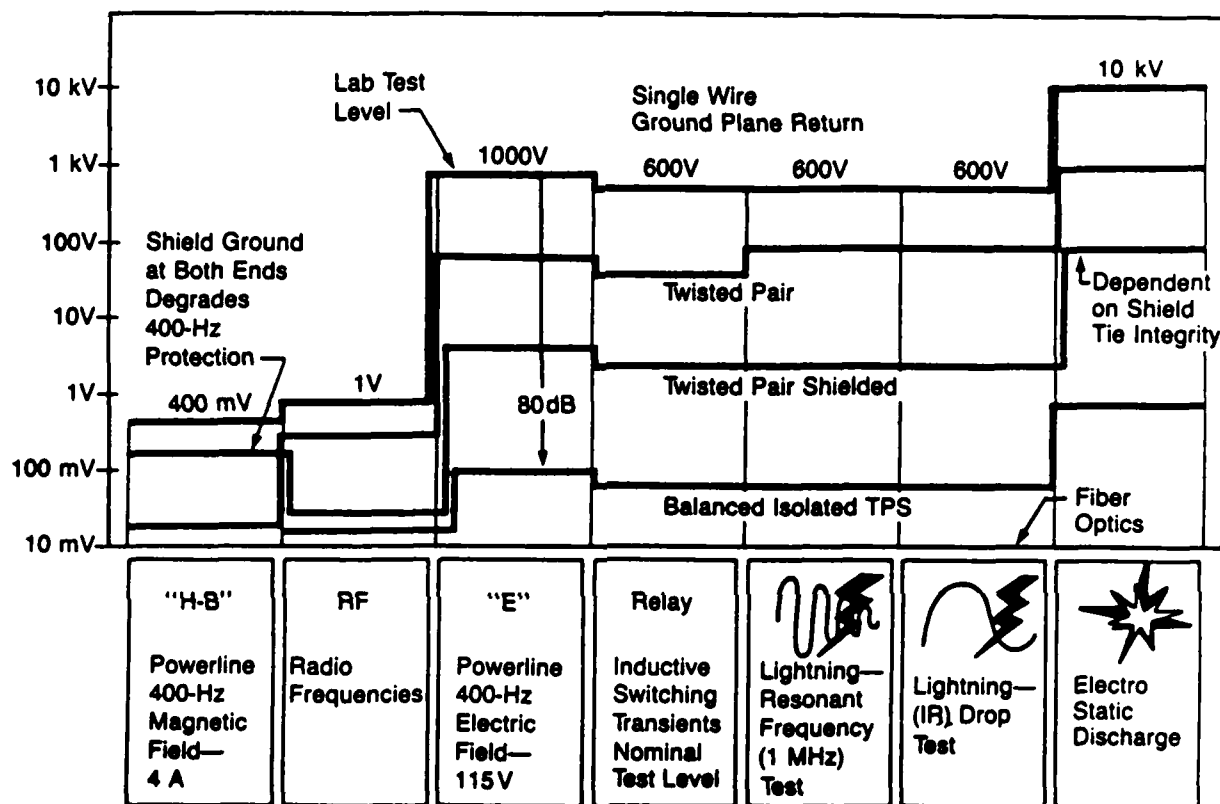 10 kV
1 kV
100V
10V
1V
100 mV
10 mV
Lab Test
Level
Single Wire
Ground Plane Return
10 kV
1000V
600V
600V
600V
Shield Ground
at Both Ends
Degrades
400-Hz
Protection
400 mV
1V
80 dB
Twisted Pair
Twisted Pair Shielded
Balanced Isolated TPS
Dependent
on Shield
Tie Integrity
Fiber
Optics
"H-B"
Powerline
400-Hz
Magnetic
Field—
4 A
RF
Radio
Frequencies
"E"
Powerline
400-Hz
Electric
Field—
115V
Relay
Inductive
Switching
Transients
Nominal
Test Level
Lightning—
Resonant
Frequency
(1 MHz)
Test
Lightning—
(IR) Drop
Test
Electro
Static
Discharge